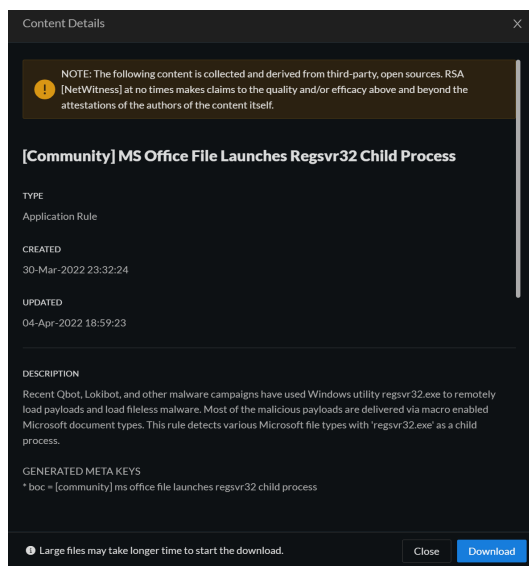 Content Details
NOTE: The following content is collected and derived from third-party, open sources. RSA
[NetWitness] at no times makes claims to the quality and/or efficacy above and beyond the
attestations of the authors of the content itself.
[Community] MS Office File Launches Regsvr32 Child Process
TYPE
Application Rule
CREATED
30-Mar-2022 23:32:24
UPDATED
04-Apr-2022 18:59:23
DESCRIPTION
Recent Qbot, Lokibot, and other malware campaigns have used Windows utility regsvr32.exe to remotely
load payloads and load fileless malware. Most of the malicious payloads are delivered via macro enabled
Microsoft document types. This rule detects various Microsoft file types with 'regsvr32.exe' as a child
process.
GENERATED META KEYS
* boc = [community] ms office file launches regsvr32 child process
Large files may take longer time to start the download.
Close
Download